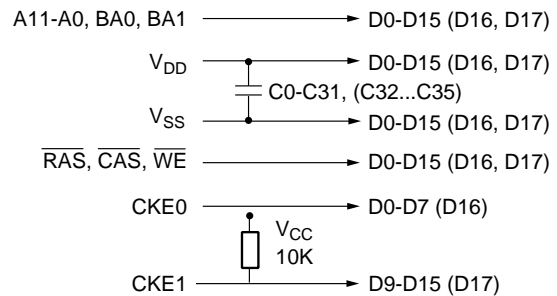 A11-A0, BA0, BA1 D0-D15 (D16, D17)
VDD D0-D15 (D16, D17)
C0-C31, (C32...C35)
VSS D0-D15 (D16, D17)
RAS, CAS, WE D0-D15 (D16, D17)
CKE0 D0-D7 (D16)
VCC
10K
CKE1 D9-D15 (D17)